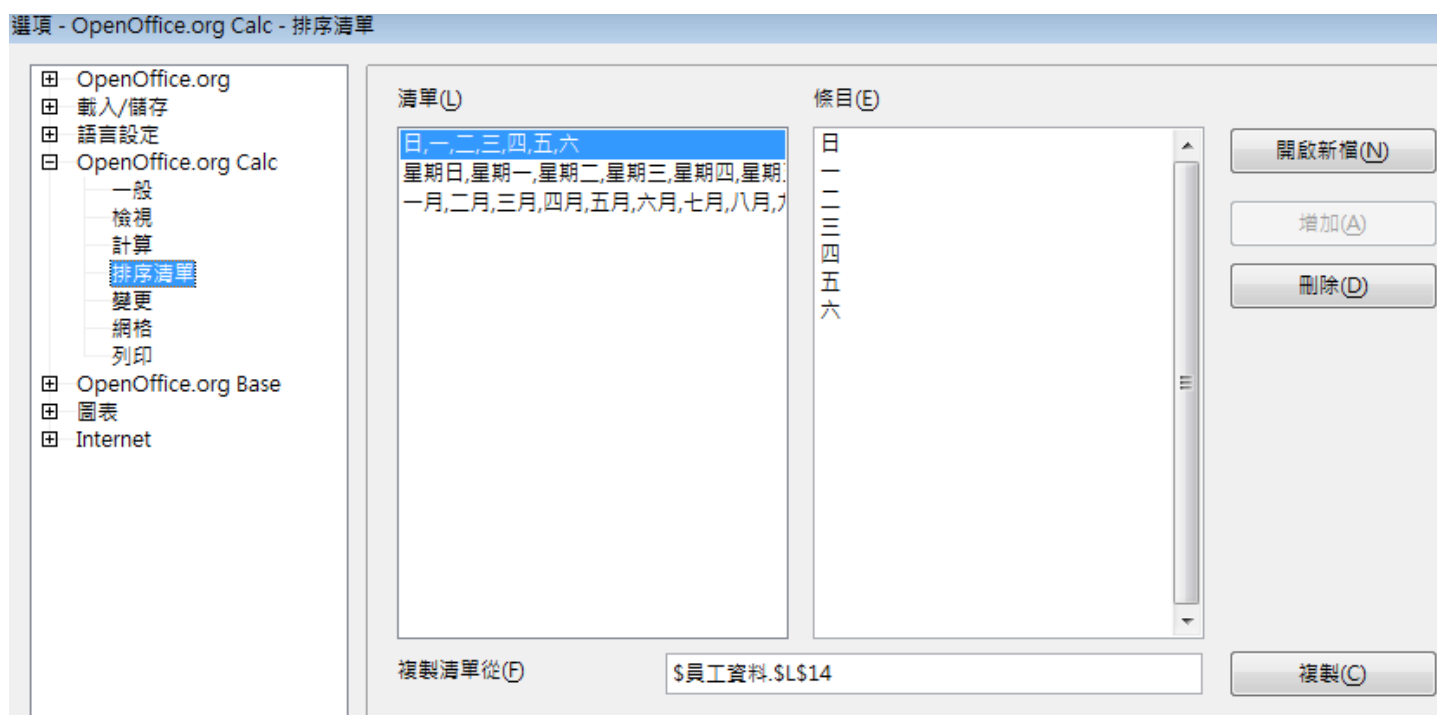 選項 - OpenOffice.org Calc - 排序清單
OpenOffice.org
載入/儲存
語言設定
OpenOffice.org Calc
一般
檢視
計算
排序清單
變更
網格
列印
OpenOffice.org Base
圖表
Internet
清單(L)
日,一,二,三,四,五,六
星期日,星期一,星期二,星期三,星期四,星期
一月,二月,三月,四月,五月,六月,七月,八月,
條目(E)
日
一
二
三
四
五
六
開啟新檔(N)
增加(A)
刪除(D)
複製清單從(F)
$員工資料.$L$14
複製(C)